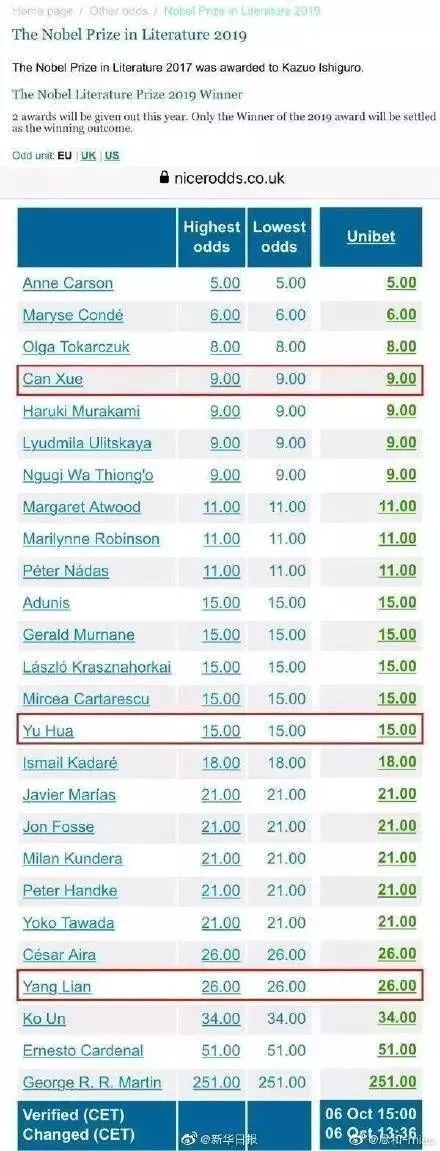 Home page / Other odds / Nobel Prize in Literature 2019
The Nobel Prize in Literature 2019
The Nobel Prize in Literature 2017 was awarded to Kazuo Ishiguro.
The Nobel Literature Prize 2019 Winner
2 awards will be given out this year. Only the Winner of the 2019 award will be settled
as the winning outcome.
Odd unit: EU | UK | US
nicerodds.co.uk
Highest odds Lowest odds Unibet
Anne Carson 5.00 5.00 5.00
Maryse Condé 6.00 6.00 6.00
Olga Tokarczuk 8.00 8.00 8.00
Can Xue 9.00 9.00 9.00
Haruki Murakami 9.00 9.00 9.00
Lyudmila Ulitskaya 9.00 9.00 9.00
Ngugi Wa Thiong'o 9.00 9.00 9.00
Margaret Atwood 11.00 11.00 11.00
Marilynne Robinson 11.00 11.00 11.00
Péter Nádas 11.00 11.00 11.00
Adunis 15.00 15.00 15.00
Gerald Murnane 15.00 15.00 15.00
László Krasznahorkai 15.00 15.00 15.00
Mircea Cartarescu 15.00 15.00 15.00
Yu Hua 15.00 15.00 15.00
Ismail Kadaré 18.00 18.00 18.00
Javier Marías 21.00 21.00 21.00
Jon Fosse 21.00 21.00 21.00
Milan Kundera 21.00 21.00 21.00
Peter Handke 21.00 21.00 21.00
Yoko Tawada 21.00 21.00 21.00
César Aira 26.00 26.00 26.00
Yang Lian 26.00 26.00 26.00
Ko Un 34.00 34.00 34.00
Ernesto Cardenal 51.00 51.00 51.00
George R. R. Martin 251.00 251.00 251.00
Verified (CET) 06 Oct 15:00
Changed (CET) 06 Oct 13:36
@新华日报